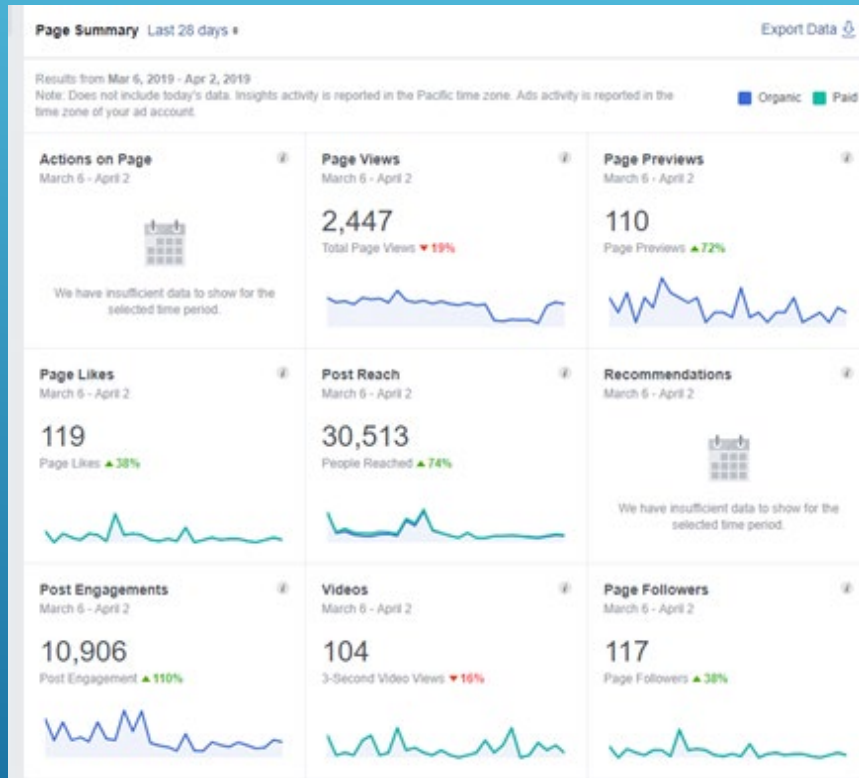 Page Summary Last 28 days
Export Data
Results from Mar 6, 2019 - Apr 2, 2019
Note: Does not include today's data. Insights activity is reported in the Pacific time zone. Ads activity is reported in the
time zone of your ad account.
Organic Paid
Actions on Page
March 6 - April 2
We have insufficient data to show for the
selected time period.
Page Views
March 6 - April 2
2,447
Total Page Views ▼19%
Page Previews
March 6 - April 2
110
Page Previews ▲72%
Page Likes
March 6 - April 2
119
Page Likes ▲38%
Post Reach
March 6 - April 2
30,513
People Reached ▲74%
Recommendations
March 6 - April 2
We have insufficient data to show for the
selected time period.
Post Engagements
March 6 - April 2
10,906
Post Engagement ▲110%
Videos
March 6 - April 2
104
3-Second Video Views ▼16%
Page Followers
March 6 - April 2
117
Page Followers ▲38%